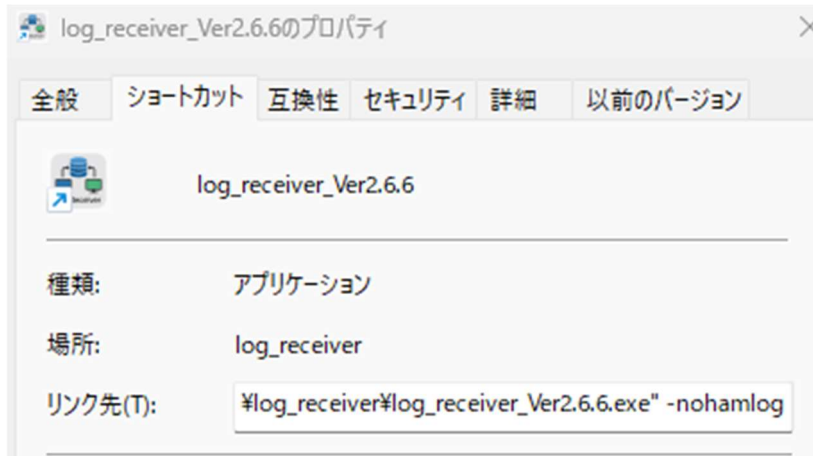 log_receiver_Ver2.6.6のプロパティ
全般 ショートカット 互換性 セキュリティ 詳細 以前のバージョン
log_receiver_Ver2.6.6
種類: アプリケーション
場所: log_receiver
リンク先(T): ¥log_receiver¥log_receiver_Ver2.6.6.exe" -nohamlog